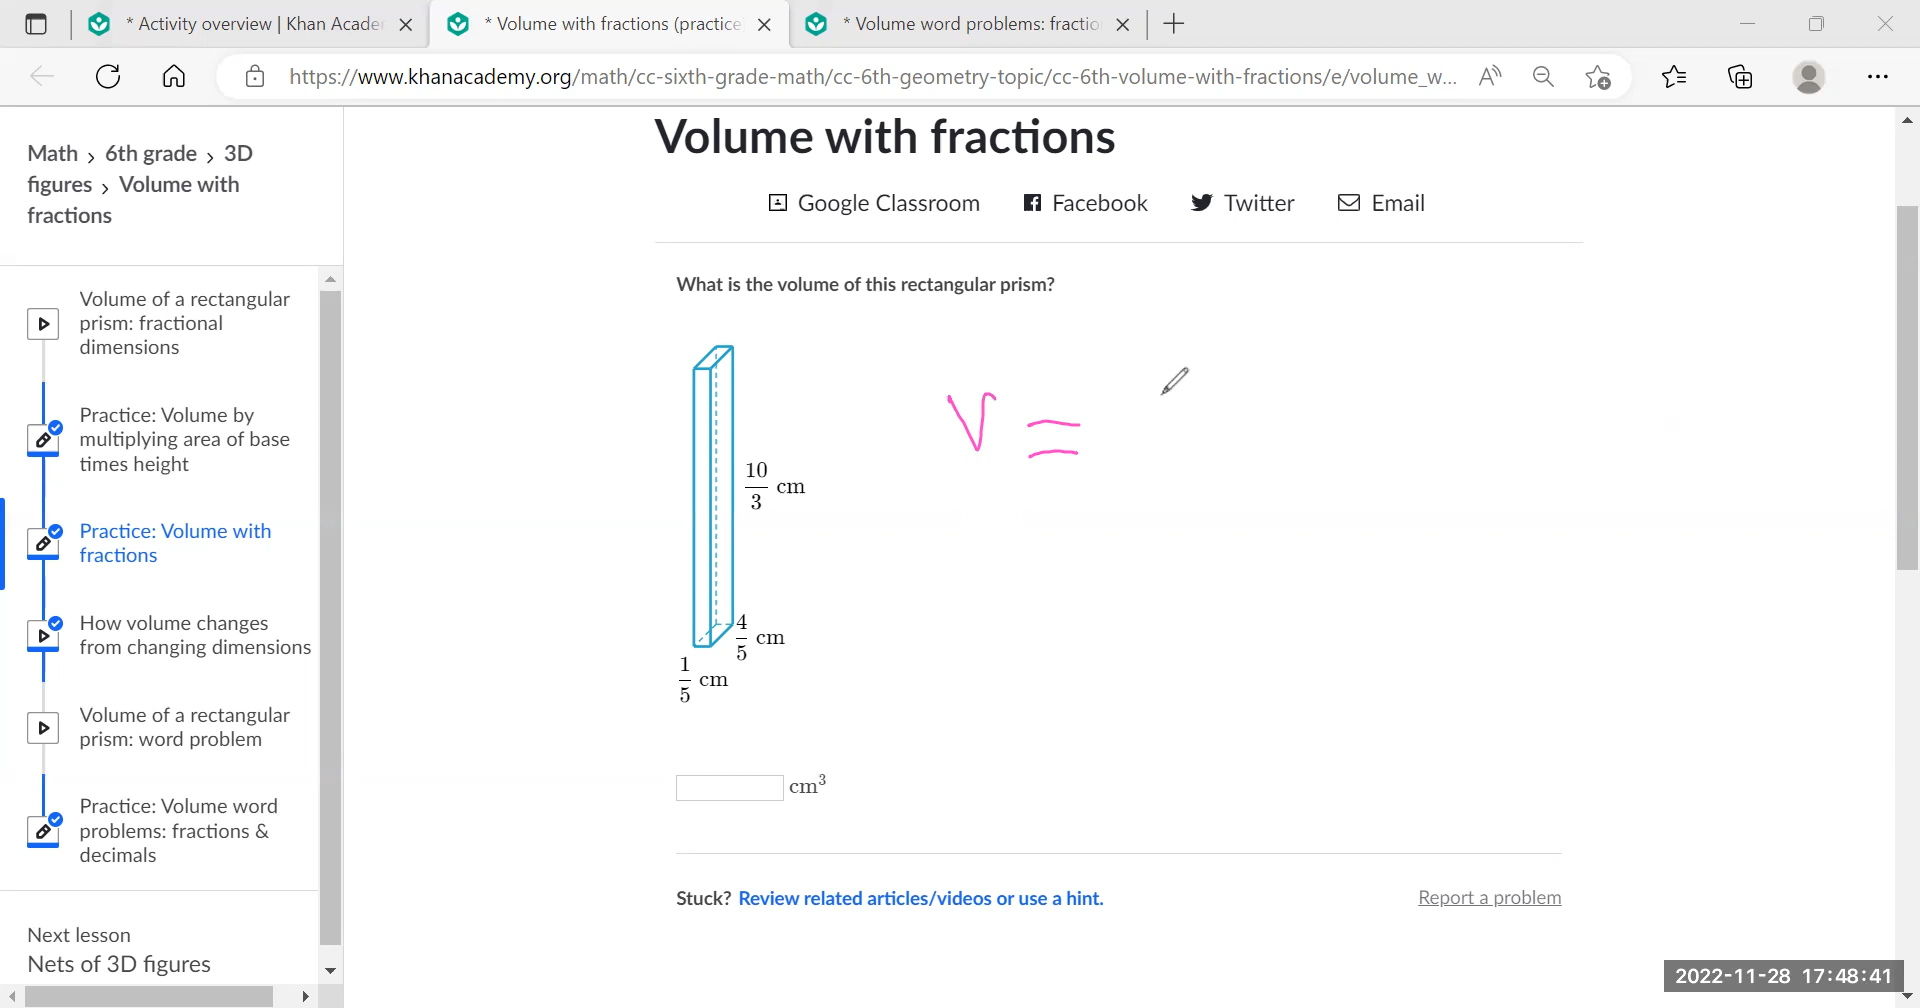 * Activity overview | Khan Acade
* Volume with fractions (practice
* Volume word problems: fractio
https://www.khanacademy.org/math/cc-sixth-grade-math/cc-6th-geometry-topic/cc-6th-volume-with-fractions/e/volume_w...
Math > 6th grade > 3D
figures > Volume with
fractions
Volume of a rectangular
prism: fractional
dimensions
Practice: Volume by
multiplying area of base
times height
Practice: Volume with
fractions
How volume changes
from changing dimensions
Volume of a rectangular
prism: word problem
Practice: Volume word
problems: fractions &
decimals
Next lesson
Nets of 3D figures
Volume with fractions
Google Classroom
Facebook
Twitter
Email
What is the volume of this rectangular prism?
V =
10/3 cm
4/5 cm
1/5 cm
cm³
Stuck? Review related articles/videos or use a hint.
Report a problem
2022-11-28 17:48:41